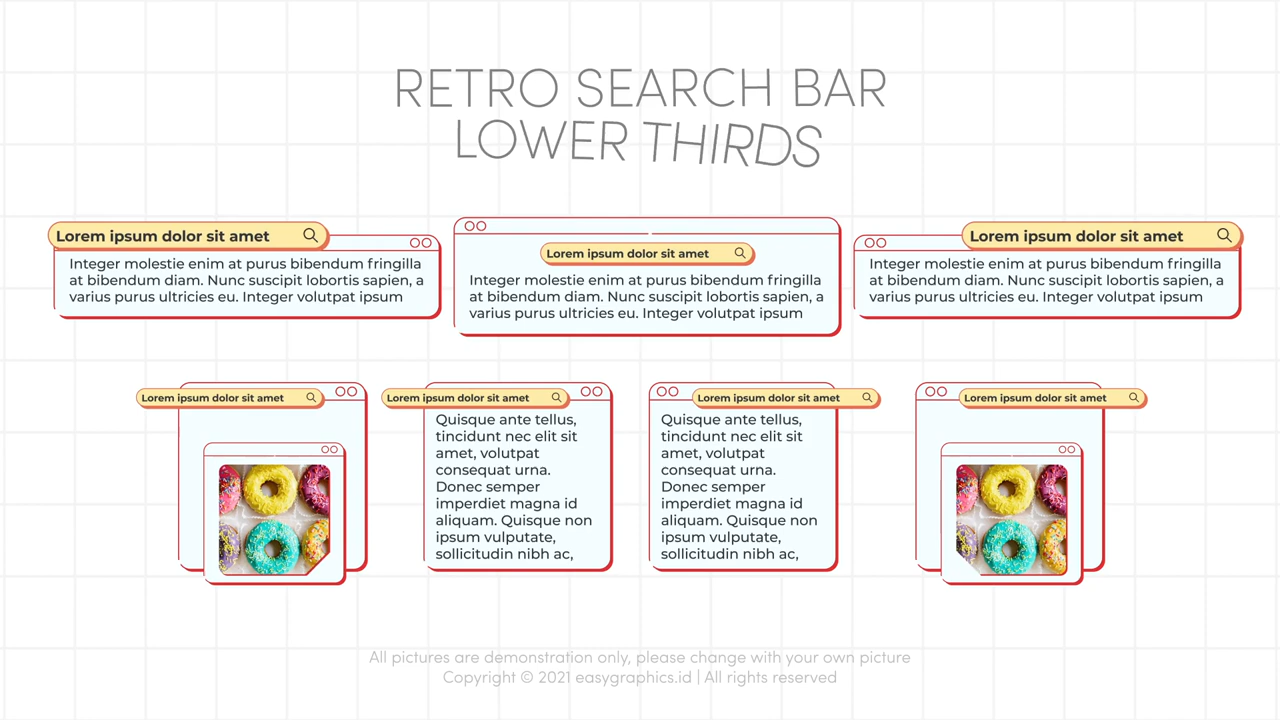 RETRO SEARCH BAR
LOWER THIRDS
Lorem ipsum dolor sit amet
Integer molestie enim at purus bibendum fringilla
at bibendum diam. Nunc suscipit lobortis sapien, a
varius purus ultricies eu. Integer volutpat ipsum
Lorem ipsum dolor sit amet
Integer molestie enim at purus bibendum fringilla
at bibendum diam. Nunc suscipit lobortis sapien, a
varius purus ultricies eu. Integer volutpat ipsum
Lorem ipsum dolor sit amet
Integer molestie enim at purus bibendum fringilla
at bibendum diam. Nunc suscipit lobortis sapien, a
varius purus ultricies eu. Integer volutpat ipsum
Lorem ipsum dolor sit amet
Lorem ipsum dolor sit amet
Quisque ante tellus,
tincidunt nec elit sit
amet, volutpat
consequat urna.
Donec semper
imperdiet magna id
aliquam. Quisque non
ipsum vulputate,
sollicitudin nibh ac,
Lorem ipsum dolor sit amet
Quisque ante tellus,
tincidunt nec elit sit
amet, volutpat
consequat urna.
Donec semper
imperdiet magna id
aliquam. Quisque non
ipsum vulputate,
sollicitudin nibh ac,
Lorem ipsum dolor sit amet
All pictures are demonstration only, please change with your own picture
Copyright © 2021 easygraphics.id | All rights reserved